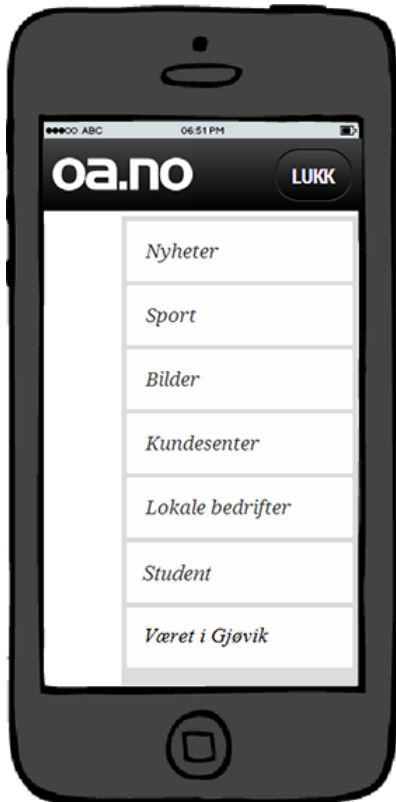 ABC 06:51 PM
oa.no LUKK
Nyheter
Sport
Bilder
Kundesenter
Lokale bedrifter
Student
Været i Gjøvik